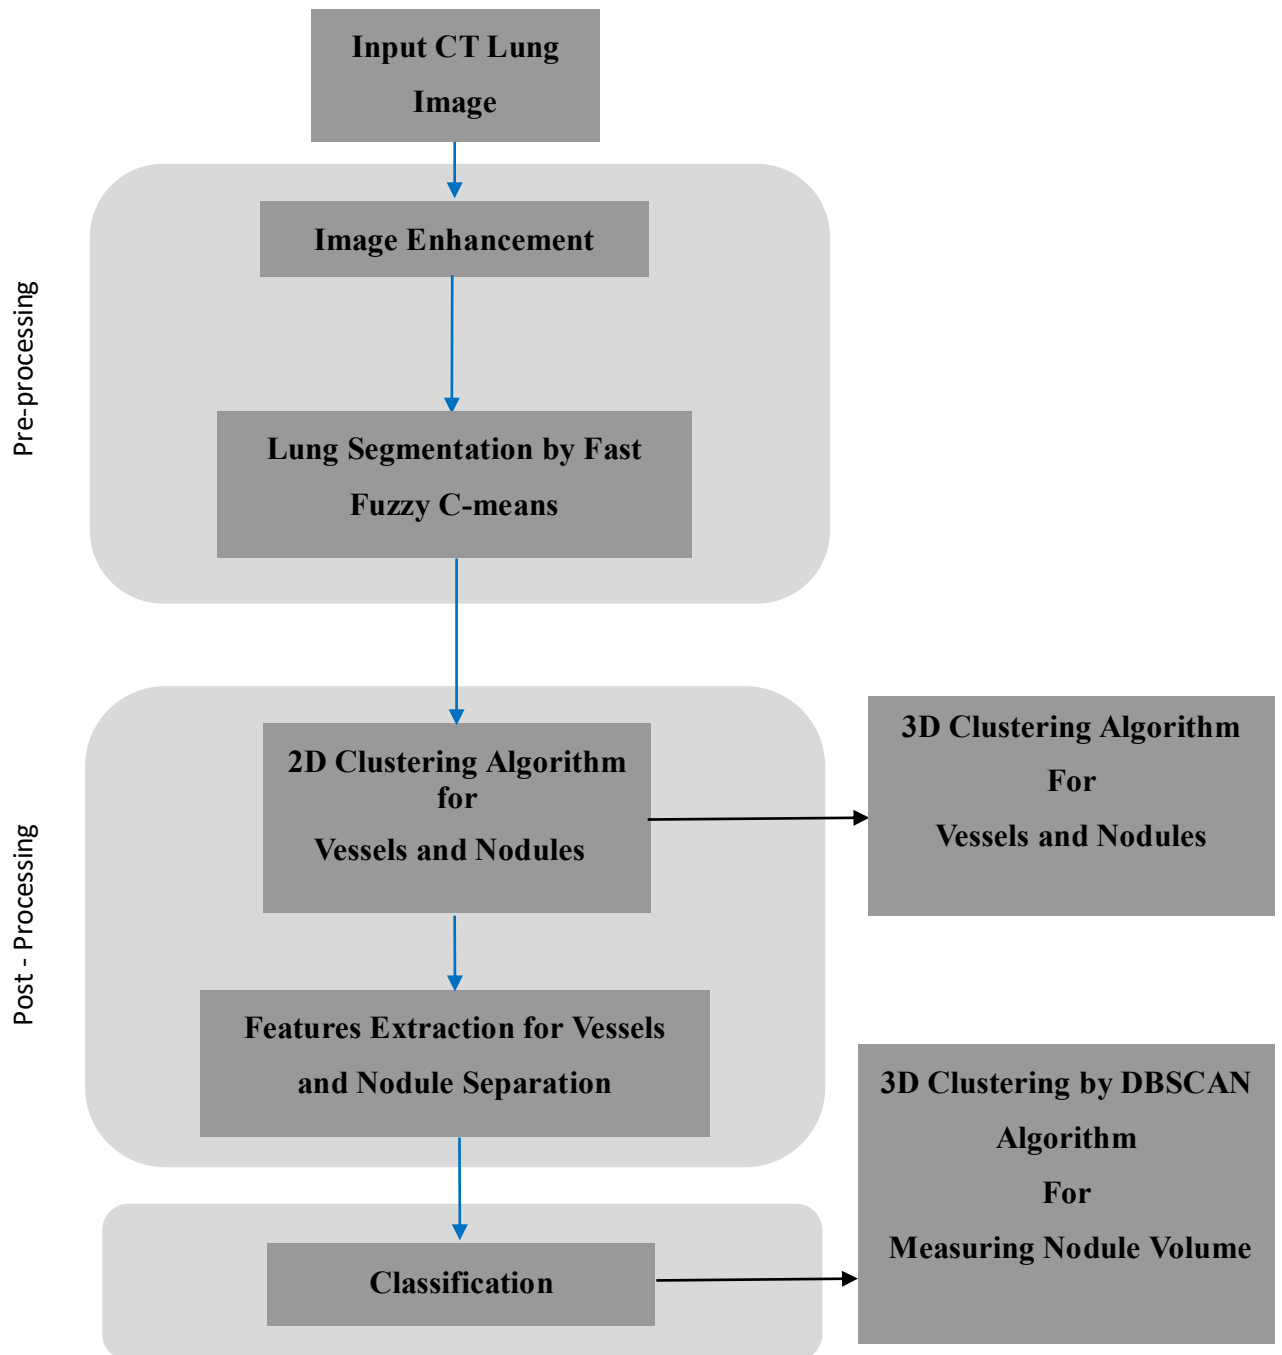 Input CT Lung
Image
Pre-processing
Image Enhancement
Lung Segmentation by Fast
Fuzzy C-means
Post - Processing
2D Clustering Algorithm
for
Vessels and Nodules
3D Clustering Algorithm
For
Vessels and Nodules
Features Extraction for Vessels
and Nodule Separation
3D Clustering by DBSCAN
Algorithm
For
Measuring Nodule Volume
Classification